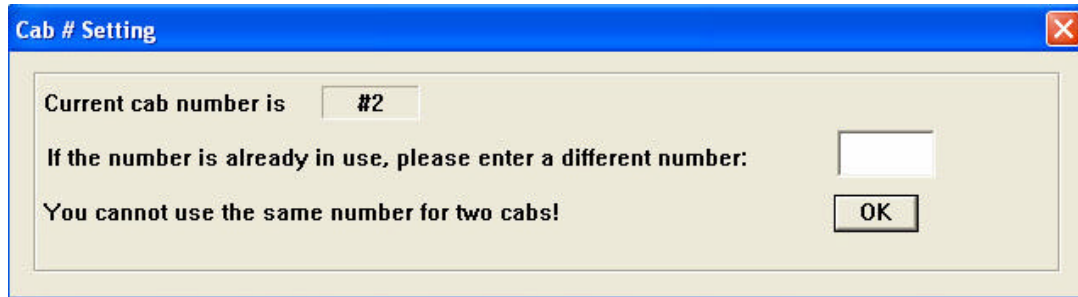 Cab # Setting
Current cab number is #2
If the number is already in use, please enter a different number:
You cannot use the same number for two cabs!
OK